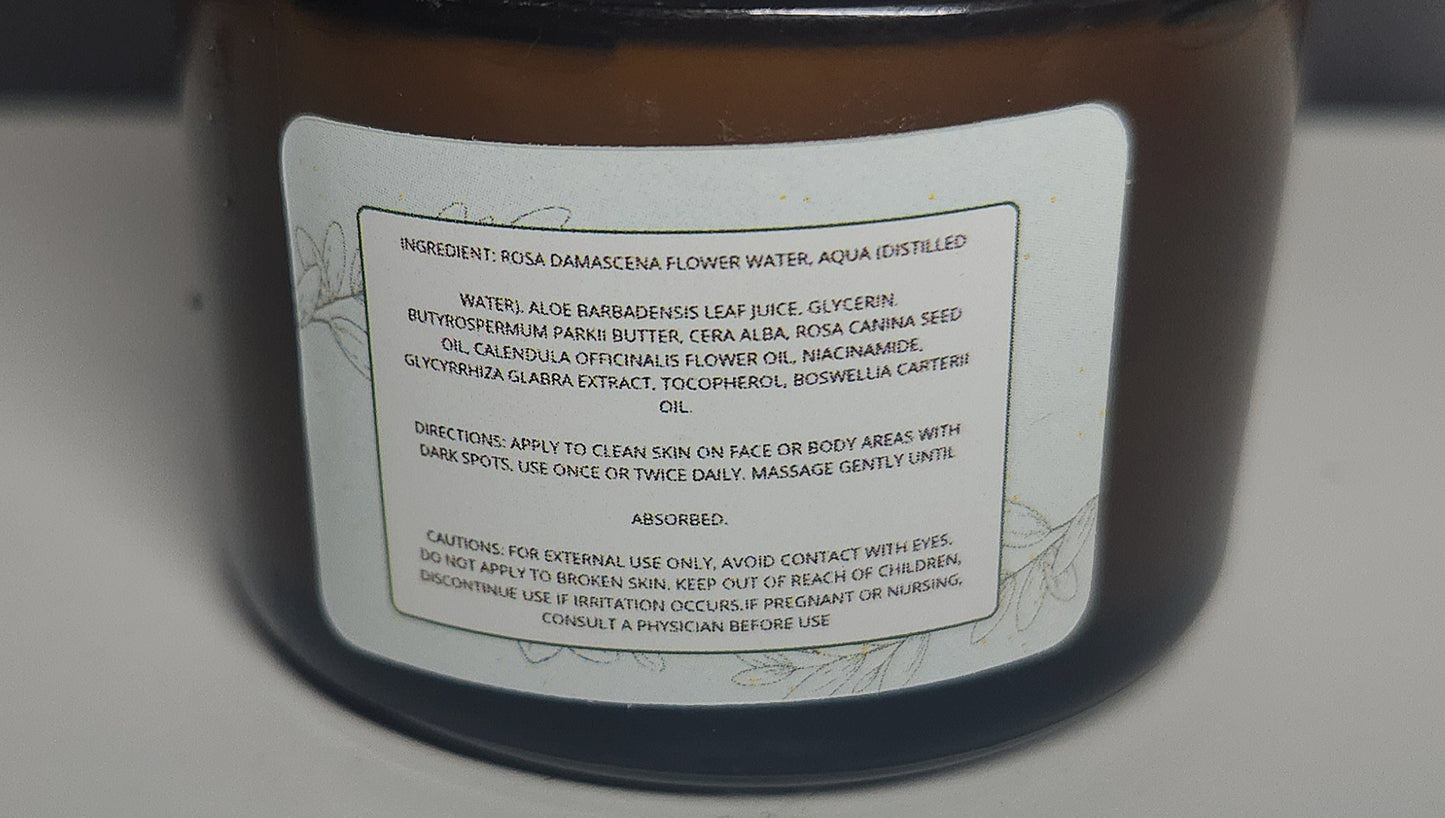 INGREDIENT: ROSA DAMASCENA FLOWER WATER, AQUA (DISTILLED
WATER), ALOE BARBADENSIS LEAF JUICE, GLYCERIN,
BUTYROSPERMUM PARKII BUTTER, CERA ALBA, ROSA CANINA SEED
OIL, CALENDULA OFFICINALIS FLOWER OIL, NIACINAMIDE,
GLYCYRRHIZA GLABRA EXTRACT, TOCOPHEROL, BOSWELLIA CARTERII
OIL.
DIRECTIONS: APPLY TO CLEAN SKIN ON FACE OR BODY AREAS WITH
DARK SPOTS. USE ONCE OR TWICE DAILY. MASSAGE GENTLY UNTIL
ABSORBED.
CAUTIONS: FOR EXTERNAL USE ONLY, AVOID CONTACT WITH EYES.
DO NOT APPLY TO BROKEN SKIN. KEEP OUT OF REACH OF CHILDREN,
DISCONTINUE USE IF IRRITATION OCCURS.IF PREGNANT OR NURSING,
CONSULT A PHYSICIAN BEFORE USE